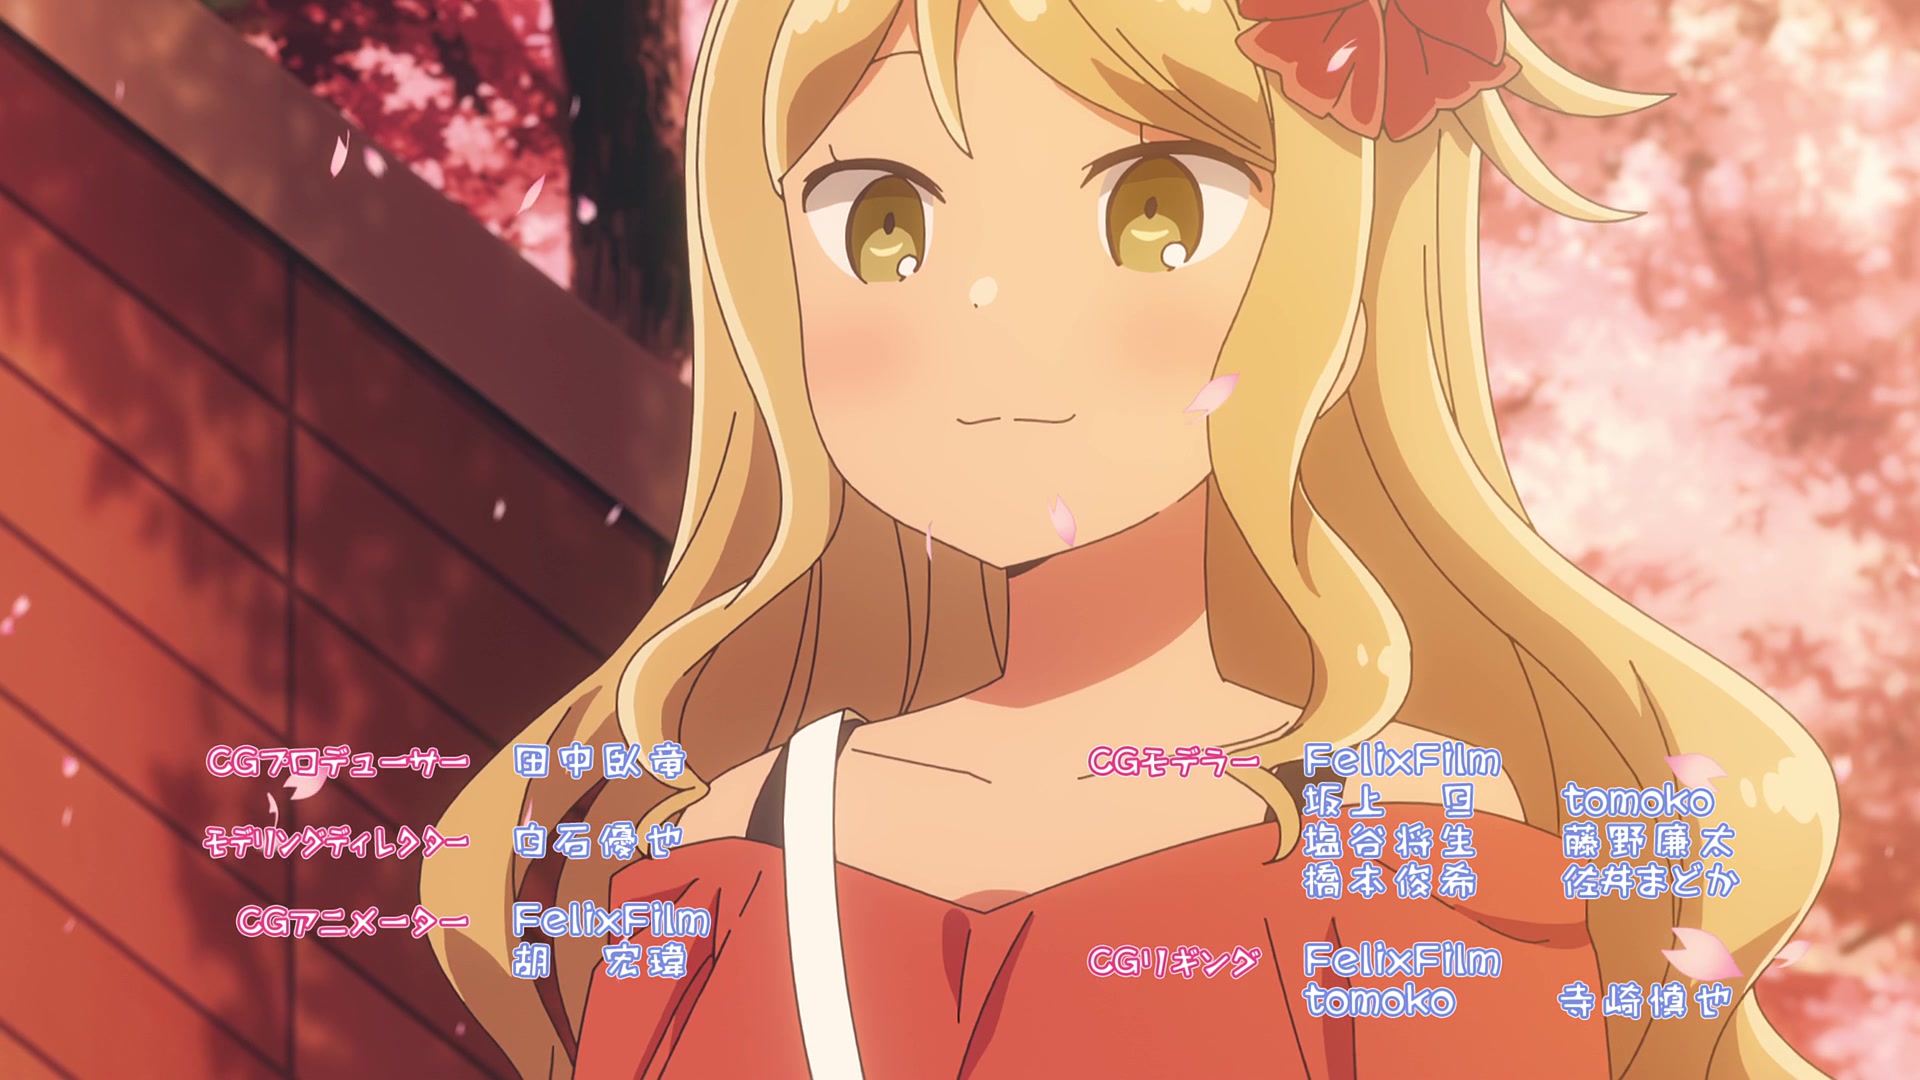 CGプロデューサー 田中臥竜
モデリングディレクター 白石優也
CGアニメーター FelixFilm
胡 宏瑋
CGモデラー FelixFilm
坂上 旦 tomoko
塩谷将生 藤野廉太
橋本俊希 佐井まどか
CGリギング FelixFilm
tomoko 寺崎慎也